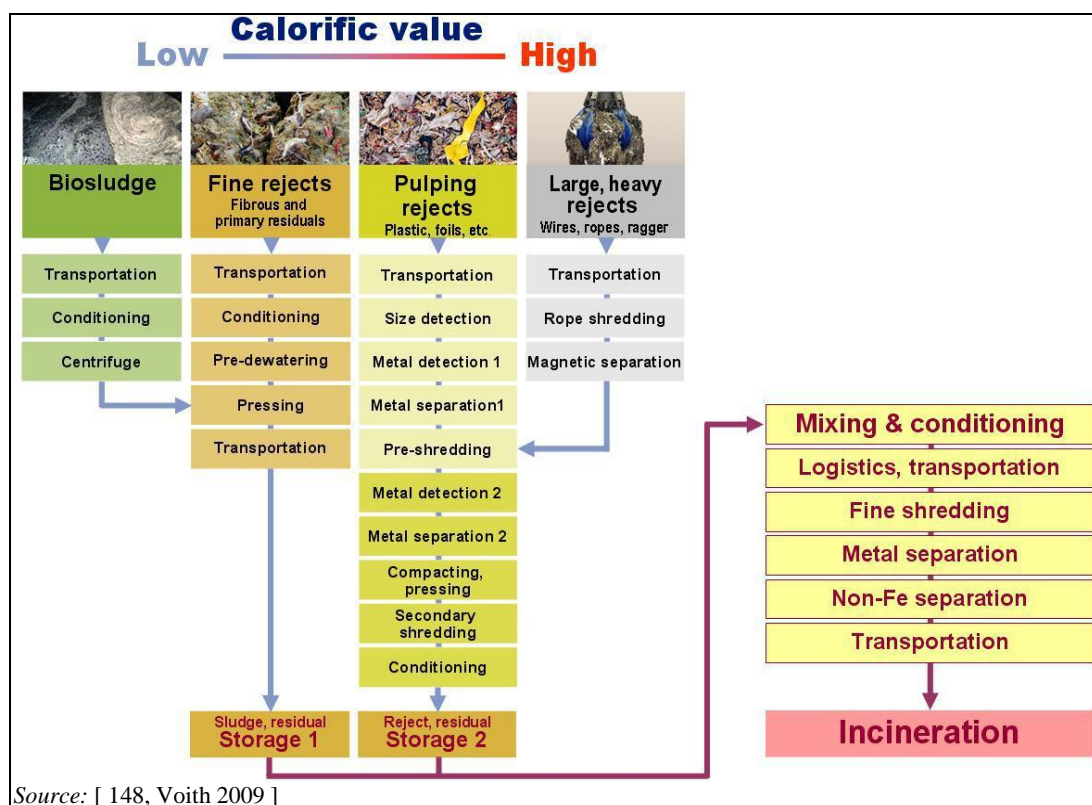 Calorific value
Low
High
Biosludge
Transportation
Conditioning
Centrifuge
Fine rejects
Fibrous and
primary residuals
Transportation
Conditioning
Pre-dewatering
Pressing
Transportation
Sludge, residual
Storage 1
Pulping
rejects
Plastic, foils, etc.
Transportation
Size detection
Metal detection 1
Metal separation1
Pre-shredding
Metal detection 2
Metal separation 2
Compacting,
pressing
Secondary
shredding
Conditioning
Reject, residual
Storage 2
Large, heavy
rejects
Wires, ropes, ragger
Transportation
Rope shredding
Magnetic separation
Mixing & conditioning
Logistics, transportation
Fine shredding
Metal separation
Non-Fe separation
Transportation
Incineration
Source: [ 148, Voith 2009 ]